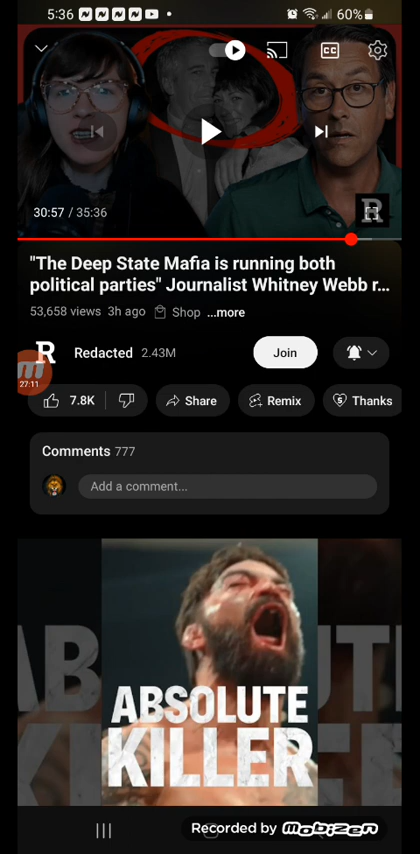 5:36
60%
CC
30:57 / 35:36
R
"The Deep State Mafia is running both
political parties" Journalist Whitney Webb r...
53,658 views 3h ago Shop ...more
R Redacted 2.43M Join
27:11
7.8K Share Remix Thanks
Comments 777
Add a comment...
ABSOLUTE
KILLER
Recorded by mobizen